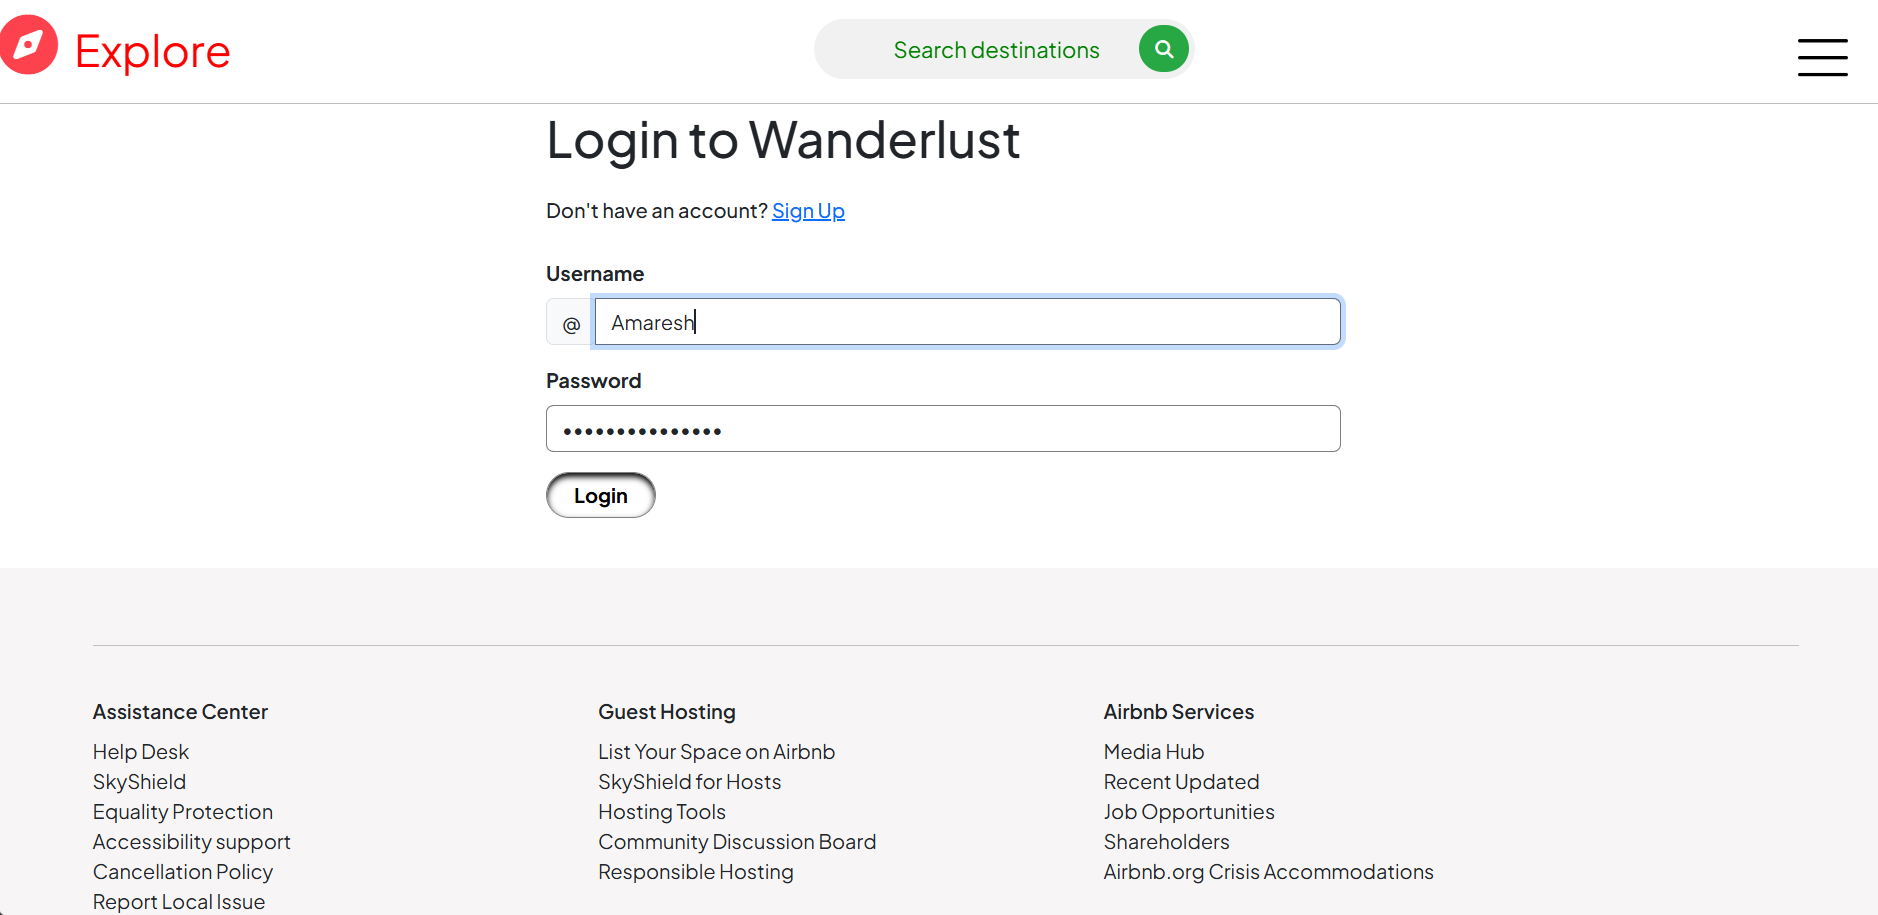 Explore
Search destinations
Login to Wanderlust
Don't have an account? Sign Up
Username
@ Amaresh
Password
•••••••••••••••
Login
Assistance Center
Help Desk
SkyShield
Equality Protection
Accessibility support
Cancellation Policy
Report Local Issue
Guest Hosting
List Your Space on Airbnb
SkyShield for Hosts
Hosting Tools
Community Discussion Board
Responsible Hosting
Airbnb Services
Media Hub
Recent Updated
Job Opportunities
Shareholders
Airbnb.org Crisis Accommodations